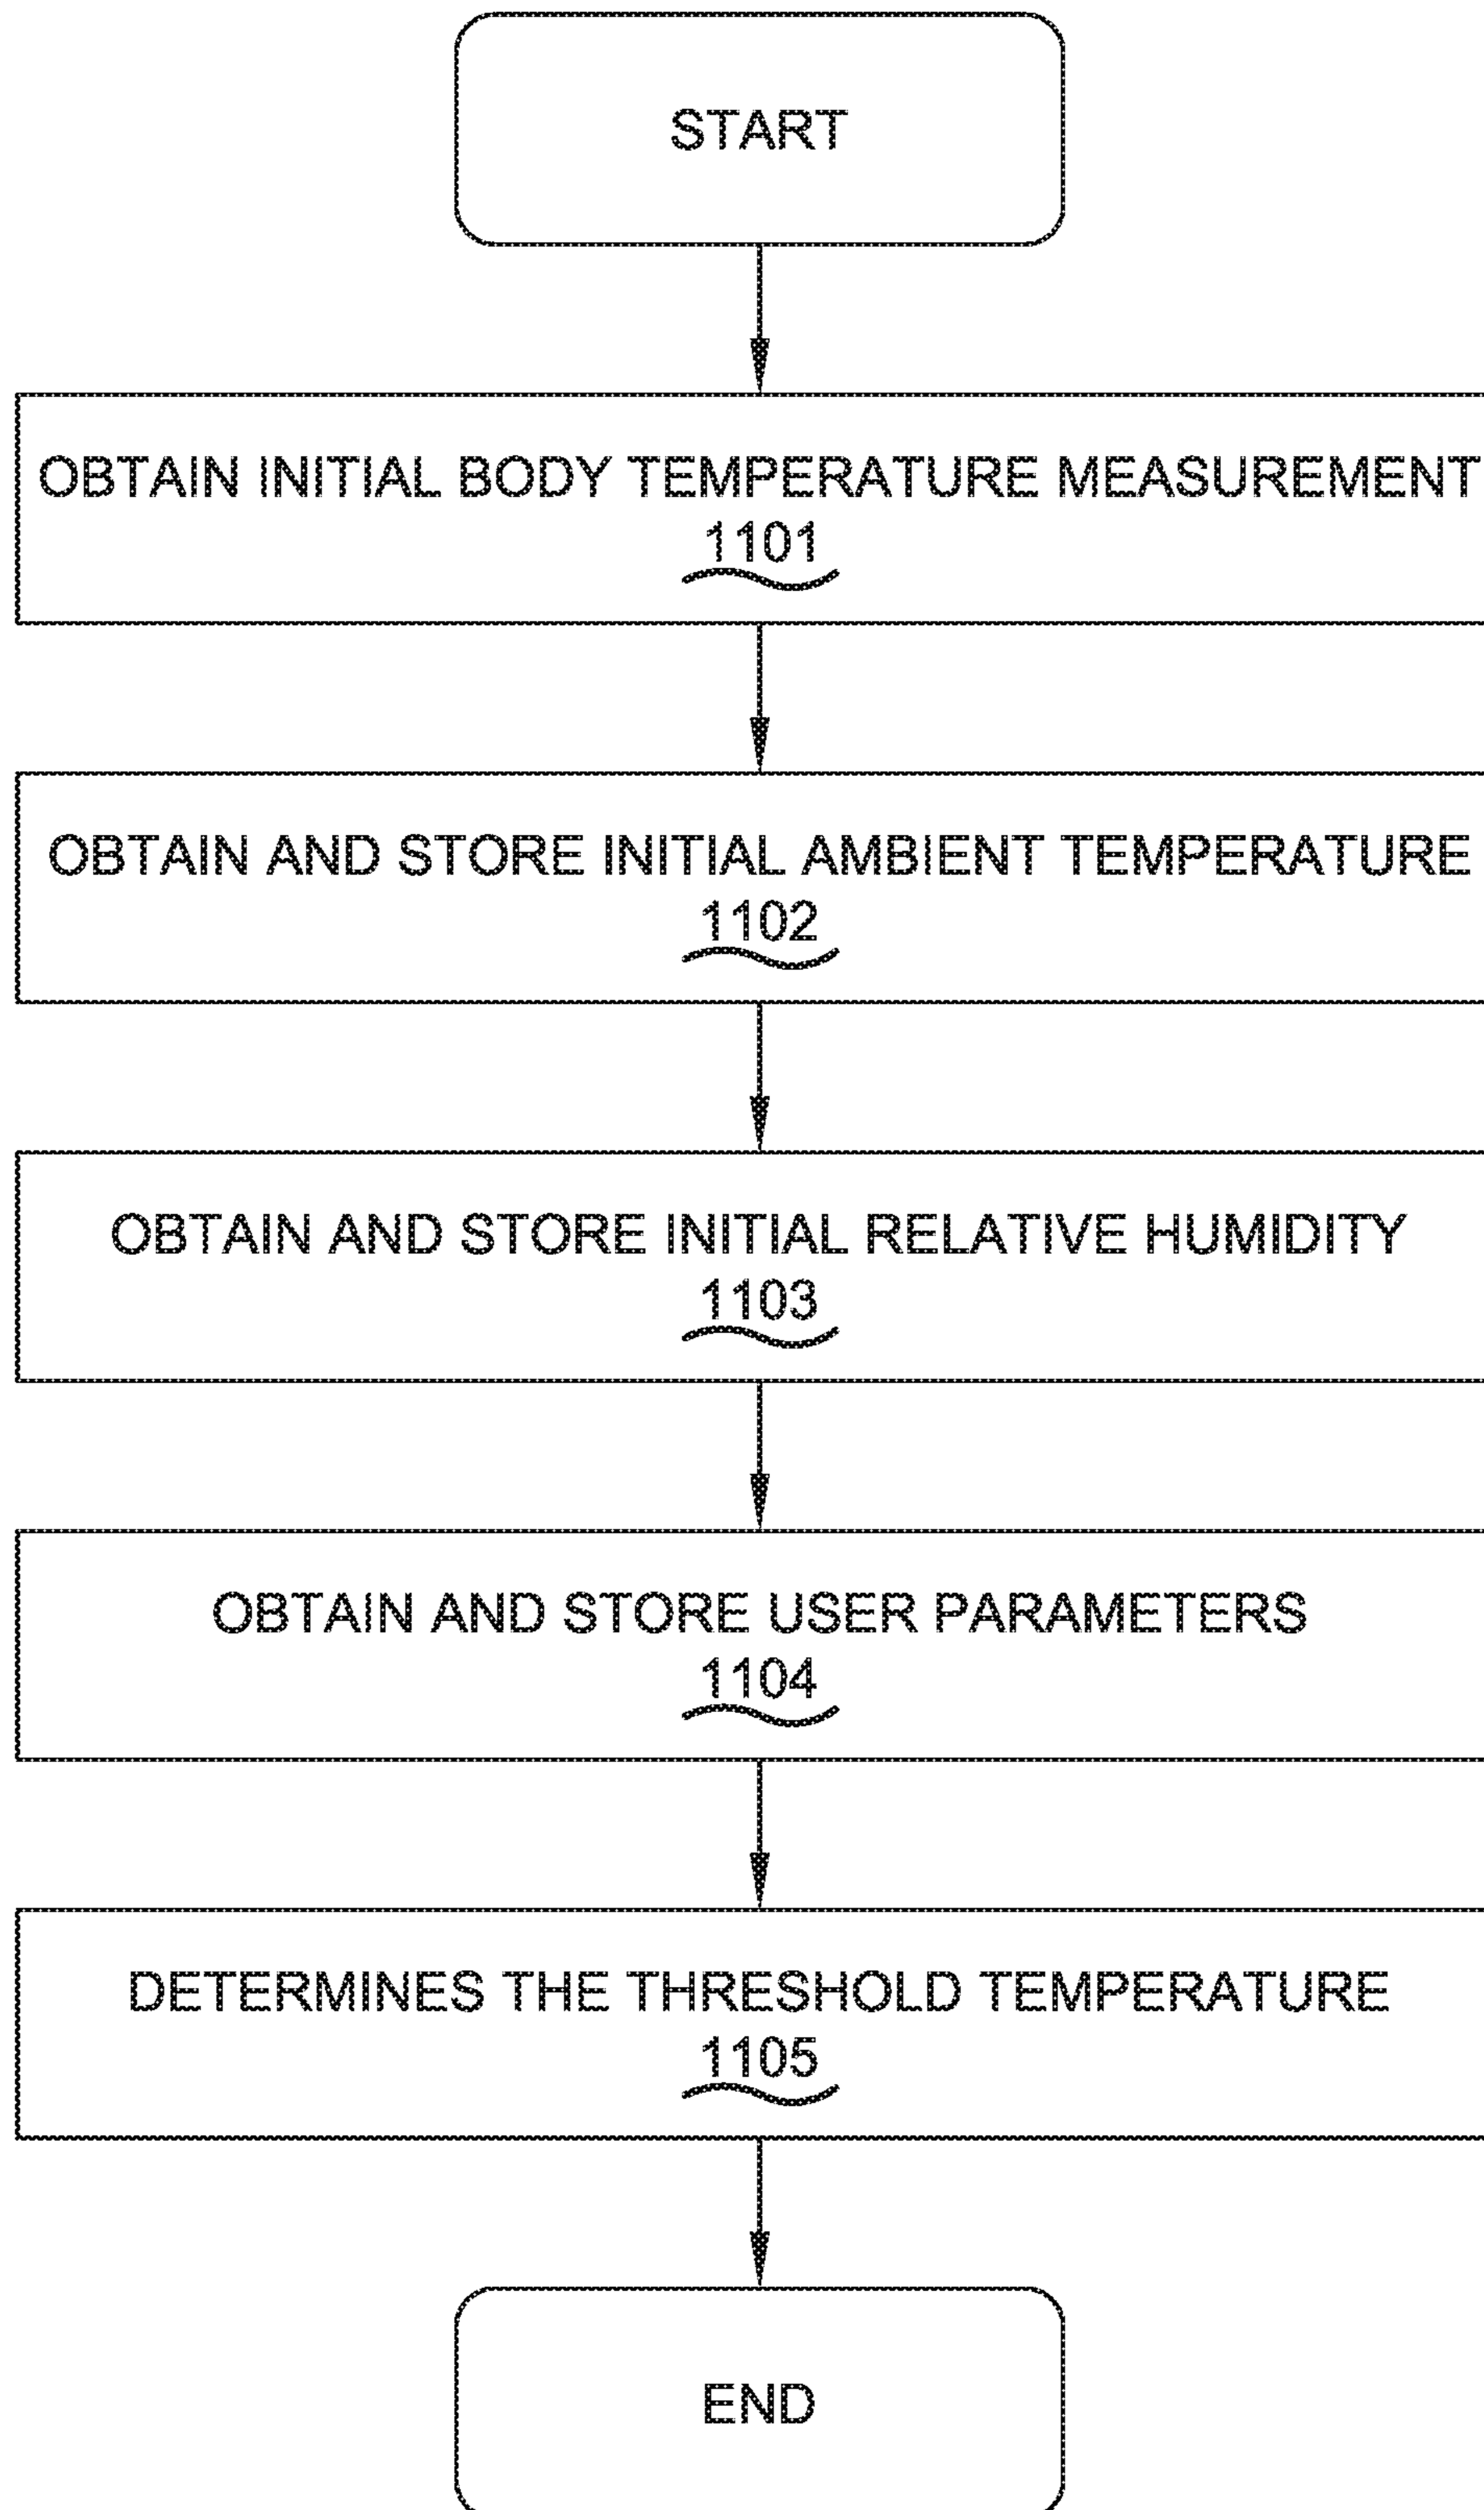 START
OBTAIN INITIAL BODY TEMPERATURE MEASUREMENT
1101
OBTAIN AND STORE INITIAL AMBIENT TEMPERATURE
1102
OBTAIN AND STORE INITIAL RELATIVE HUMIDITY
1103
OBTAIN AND STORE USER PARAMETERS
1104
DETERMINES THE THRESHOLD TEMPERATURE
1105
END